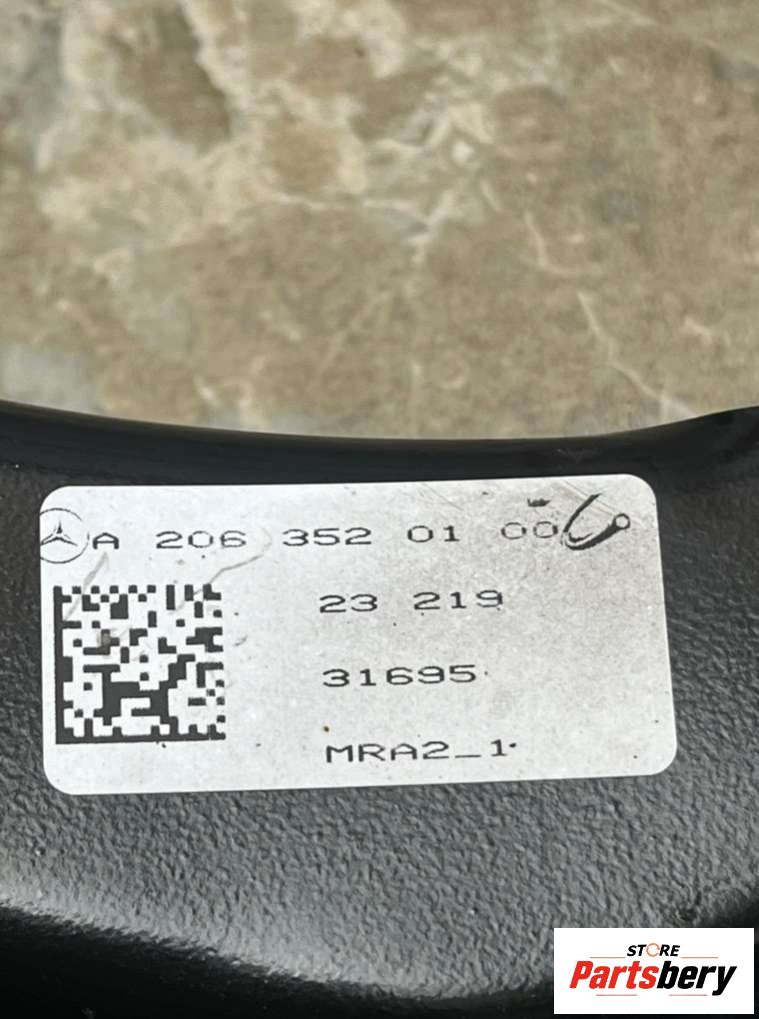 A 206 352 01 00
23 219
31695
MRA2_1
STORE
Partsbery